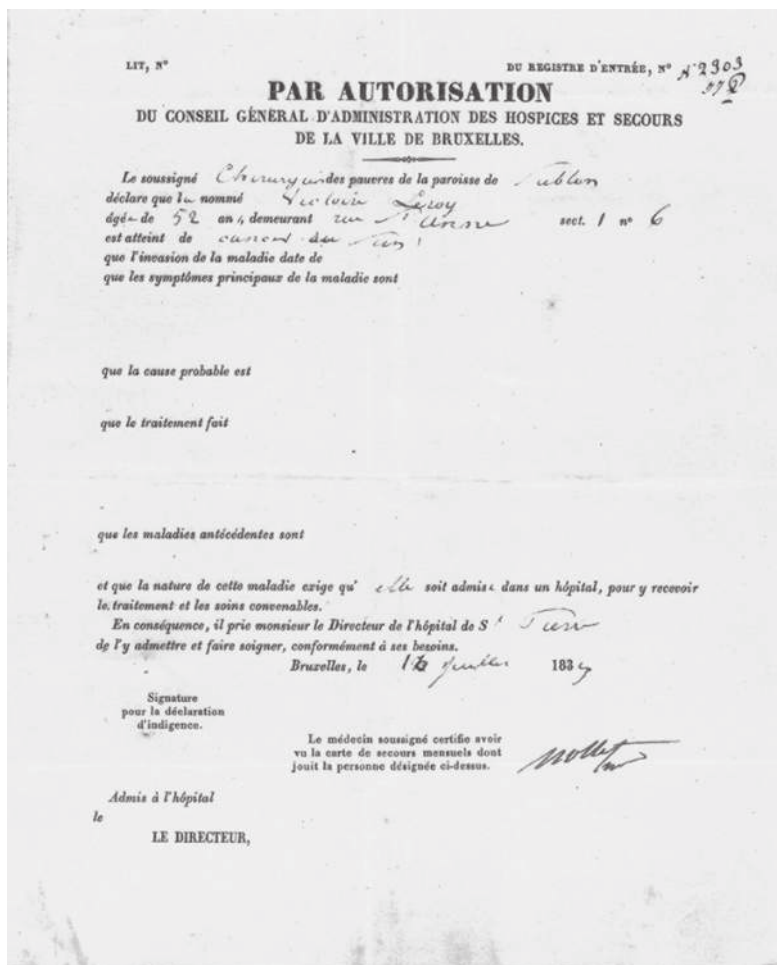 LIT, N°
DU REGISTRE D'ENTRÉE, N° N° 2303
PAR AUTORISATION
DU CONSEIL GÉNÉRAL D'ADMINISTRATION DES HOSPICES ET SECOURS
DE LA VILLE DE BRUXELLES.
Le soussigné Chirurgien des pauvres de la paroisse de Sablon
déclare que la nommé Victoire Leroy
âgée de 52 ans, demeurant rue St Anne sect. 1 n° 6
est atteint de cancer au sein
que l'invasion de la maladie date de
que les symptômes principaux de la maladie sont
que la cause probable est
que le traitement fait
que les maladies antécédentes sont
et que la nature de cette maladie exige qu' elle soit admise dans un hôpital, pour y recevoir
le traitement et les soins convenables.
En conséquence, il prie monsieur le Directeur de l'hôpital de St Pierre
de l'y admettre et faire soigner, conformément à ses besoins.
Bruxelles, le juillet 183
Signature
pour la déclaration
d'indigence.
Le médecin soussigné certifie avoir
vu la carte de secours mensuels dont
jouit la personne désignée ci-dessus.
Admis à l'hôpital
le
LE DIRECTEUR,